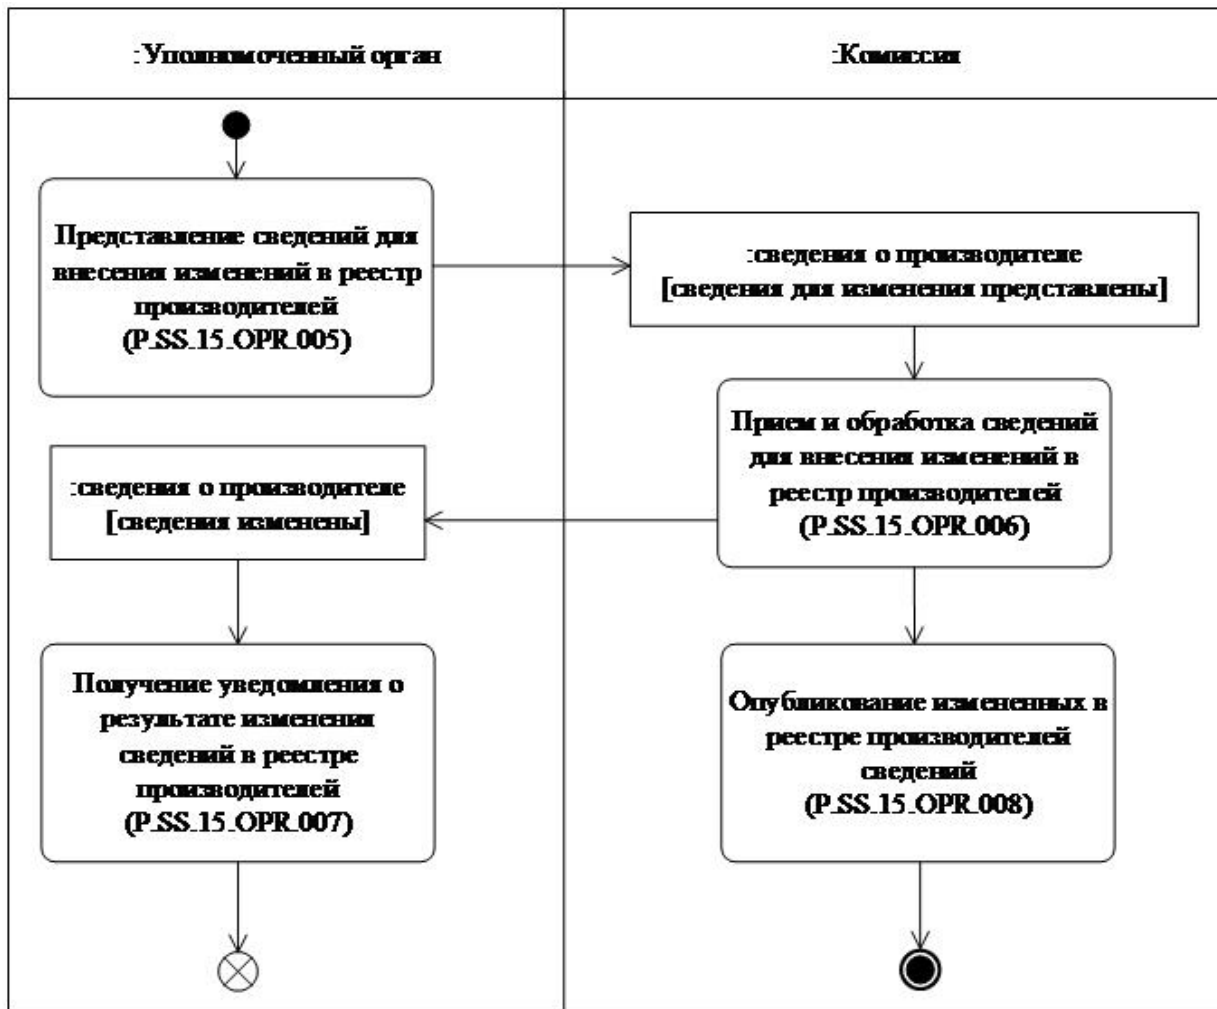 :Уполномоченный орган
:Комиссия
Представление сведений для
внесения изменений в реестр
производителей
(P.SS.15.OPR.005)
:сведения о производителе
[сведения для изменения представлены]
Прием и обработка сведений
для внесения изменений в
реестр производителей
(P.SS.15.OPR.006)
:сведения о производителе
[сведения изменены]
Получение уведомления о
результате изменения
сведений в реестре
производителей
(P.SS.15.OPR.007)
Опубликование измененных в
реестре производителей
сведений
(P.SS.15.OPR.008)